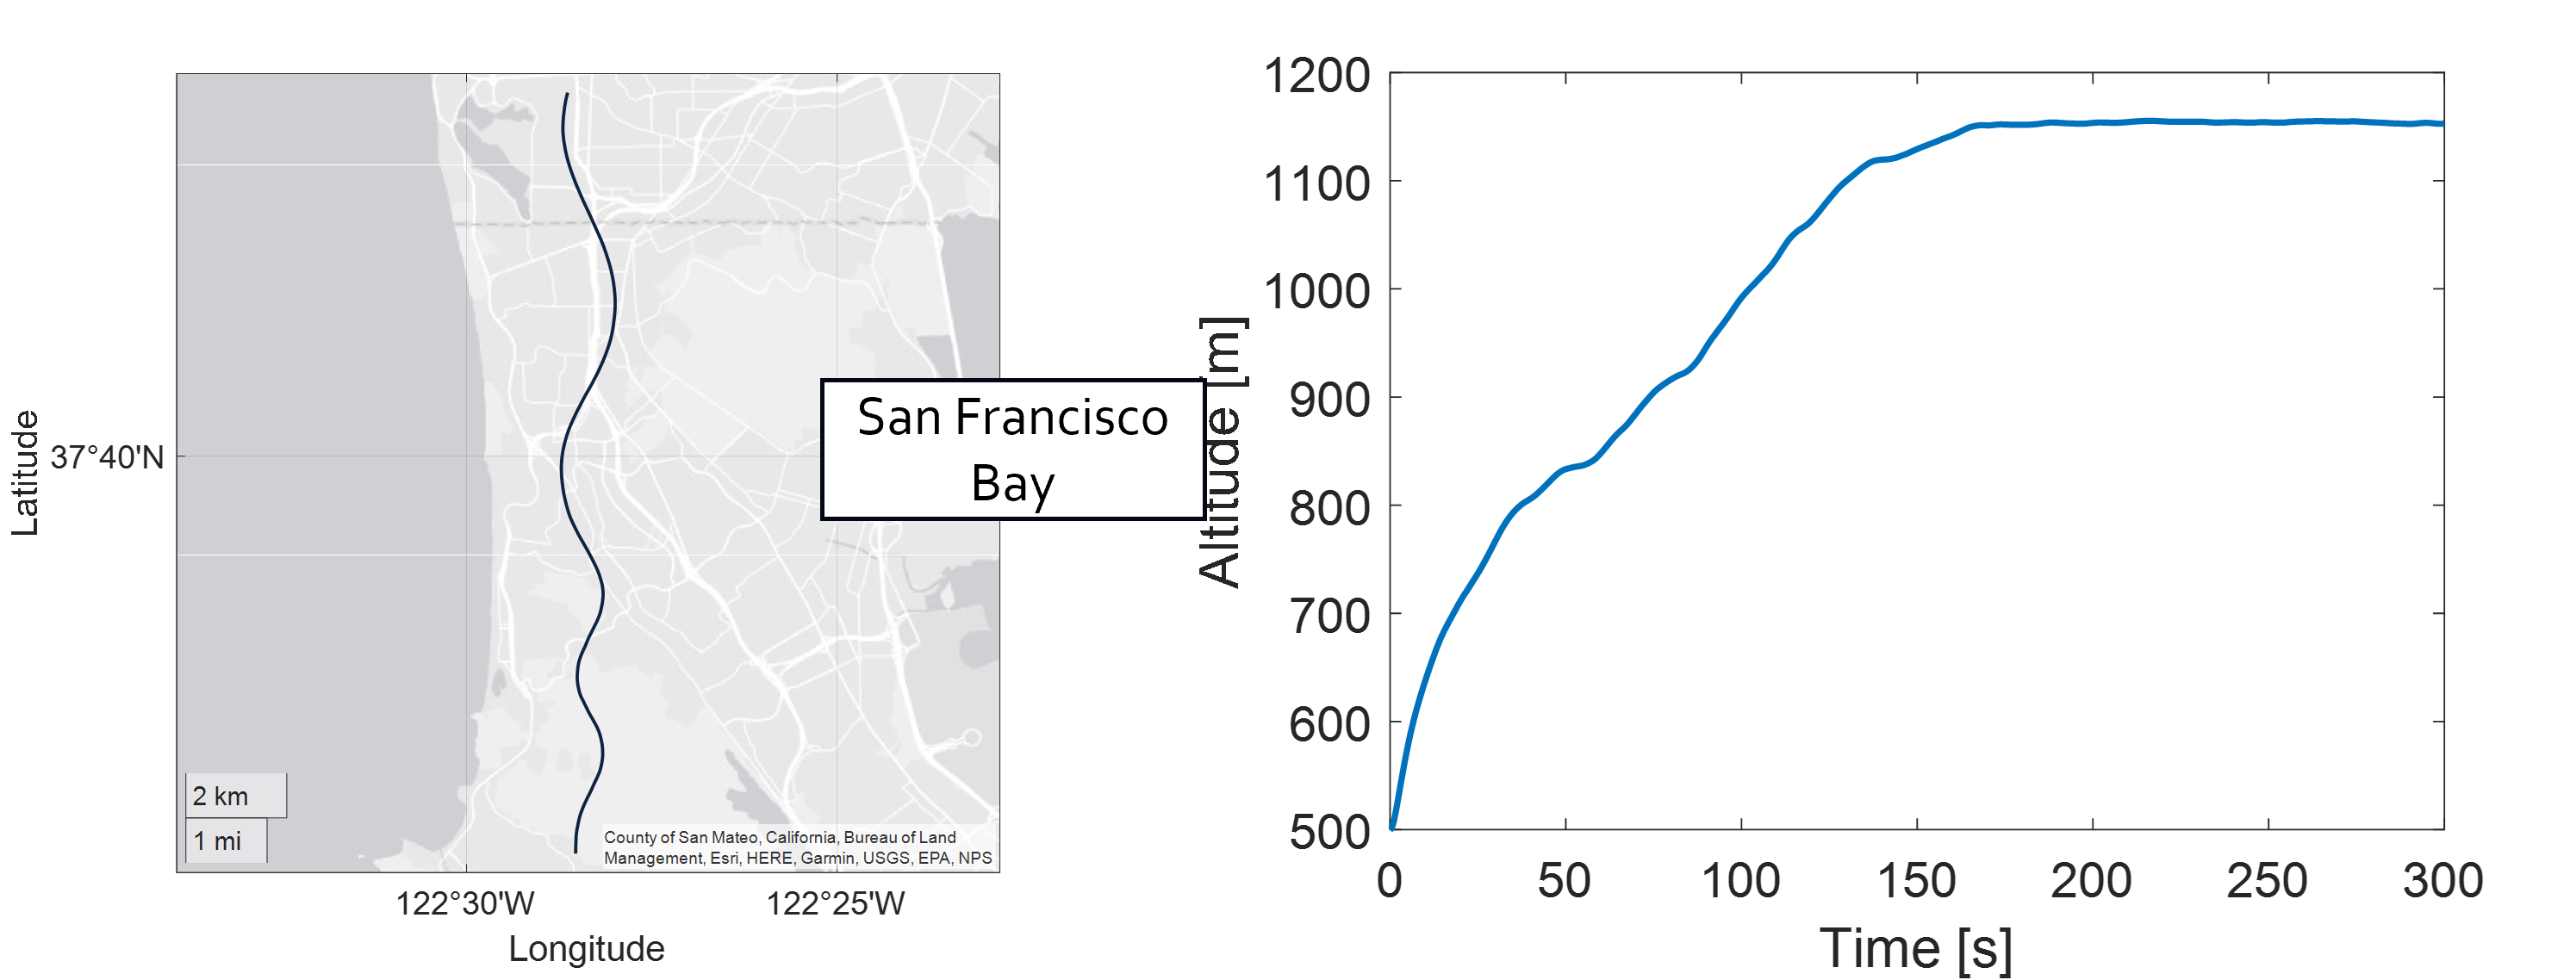 Latitude
37°40'N
2 km
1 mi
County of San Mateo, California, Bureau of Land
Management, Esri, HERE, Garmin, USGS, EPA, NPS
122°30'W
122°25'W
Longitude
San Francisco
Bay
Altitude [m]
1200
1100
1000
900
800
700
600
500
0
50
100
150
200
250
300
Time [s]